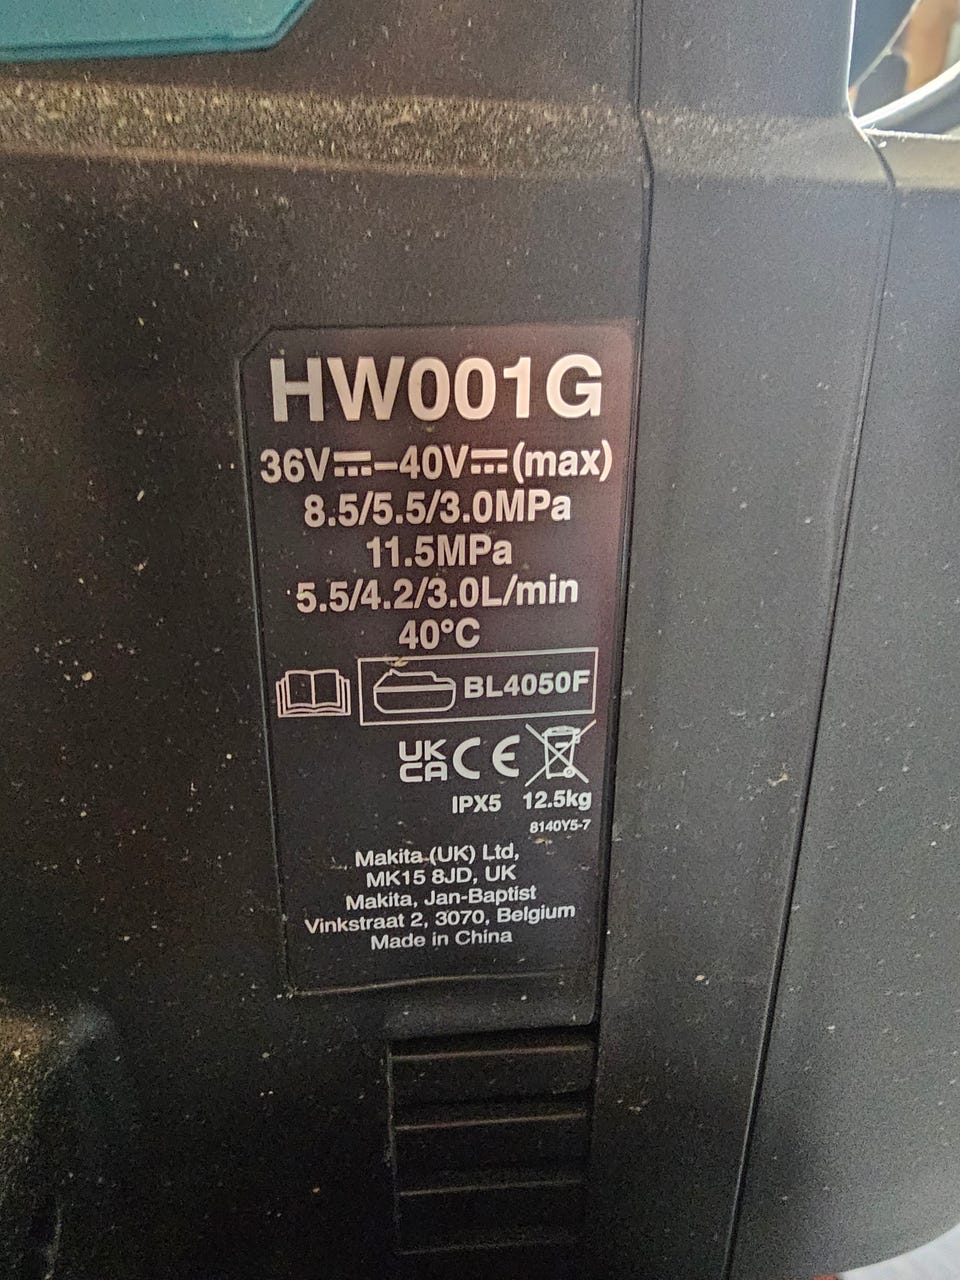 HW001G
36V⎓–40V⎓(max)
8.5/5.5/3.0MPa
11.5MPa
5.5/4.2/3.0L/min
40°C
BL4050F
UK
CA CE
IPX5 12.5kg
8140Y5-7
Makita (UK) Ltd,
MK15 8JD, UK
Makita, Jan-Baptist
Vinkstraat 2, 3070, Belgium
Made in China